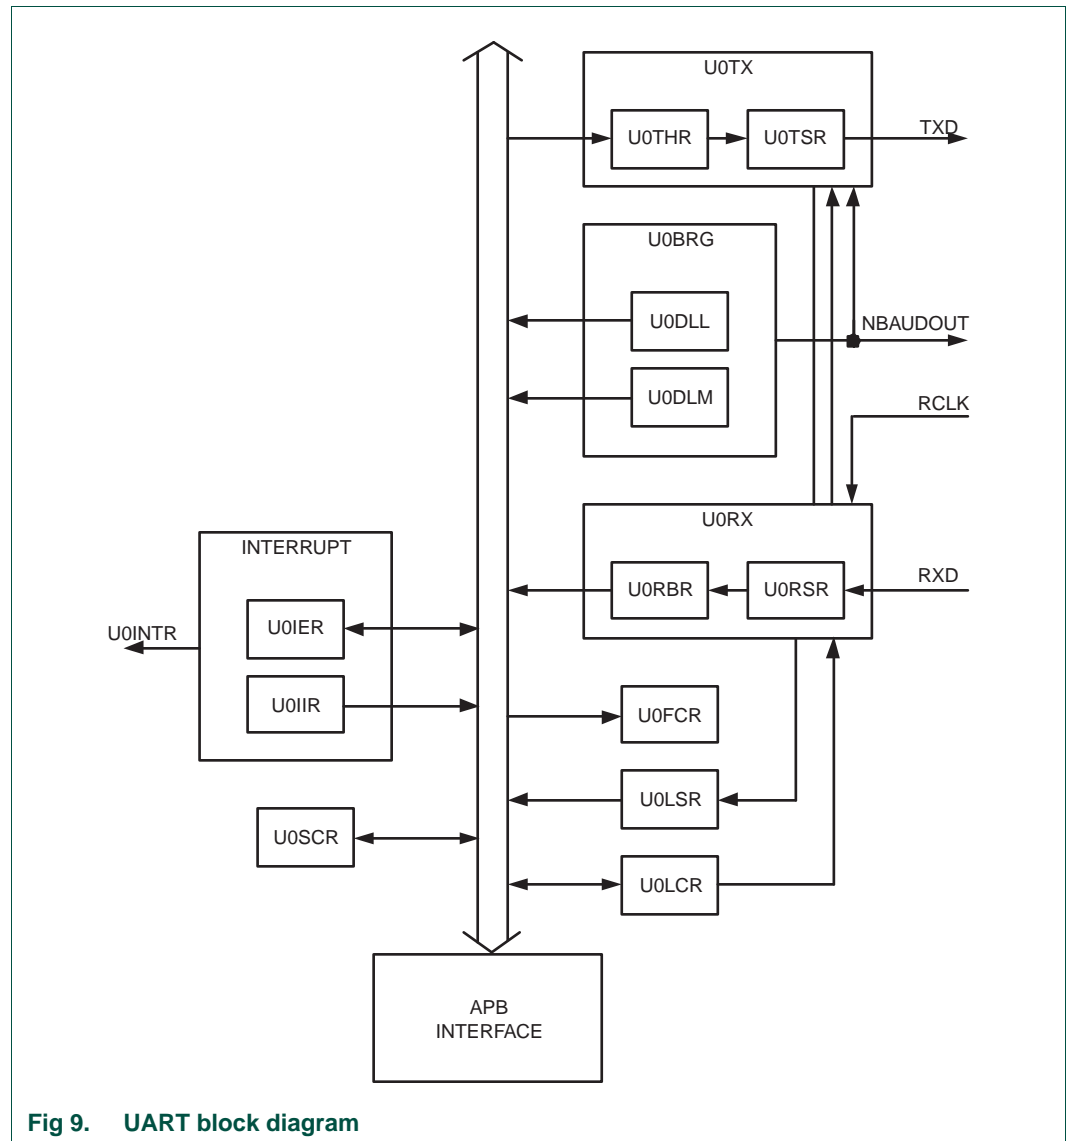 U0TX
U0THR
U0TSR
TXD
U0BRG
U0DLL
NBAUDOUT
U0DLM
RCLK
U0RX
INTERRUPT
U0RBR
U0RSR
RXD
U0IER
U0INTR
U0IIR
U0FCR
U0LSR
U0SCR
U0LCR
APB
INTERFACE
Fig 9. UART block diagram